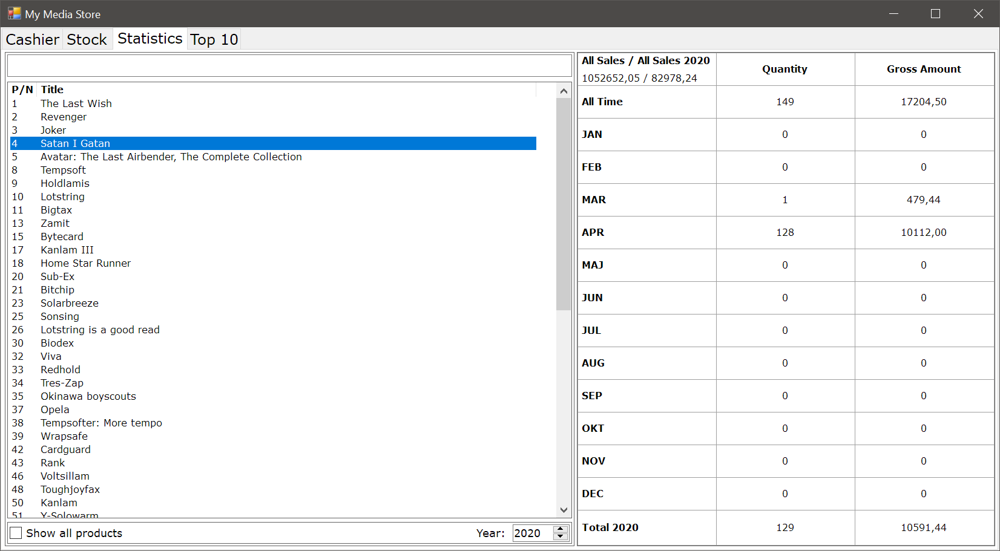 My Media Store
Cashier Stock Statistics Top 10
P/N Title
1 The Last Wish
2 Revenger
3 Joker
4 Satan I Gatan
5 Avatar: The Last Airbender, The Complete Collection
8 Tempsoft
9 Holdlamis
10 Lotstring
11 Bigtax
13 Zamit
15 Bytecard
17 Kanlam III
18 Home Star Runner
20 Sub-Ex
21 Bitchip
23 Solarbreeze
25 Sonsing
26 Lotstring is a good read
30 Biodex
32 Viva
33 Redhold
34 Tres-Zap
35 Okinawa boyscouts
37 Opela
38 Tempsofter: More tempo
39 Wrapsafe
42 Cardguard
43 Rank
46 Voltsillam
48 Toughjoyfax
50 Kanlam
51 Y-Solowarm
Show all products Year: 2020
All Sales / All Sales 2020 Quantity Gross Amount
1052652,05 / 82978,24
All Time 149 17204,50
JAN 0 0
FEB 0 0
MAR 1 479,44
APR 128 10112,00
MAJ 0 0
JUN 0 0
JUL 0 0
AUG 0 0
SEP 0 0
OKT 0 0
NOV 0 0
DEC 0 0
Total 2020 129 10591,44